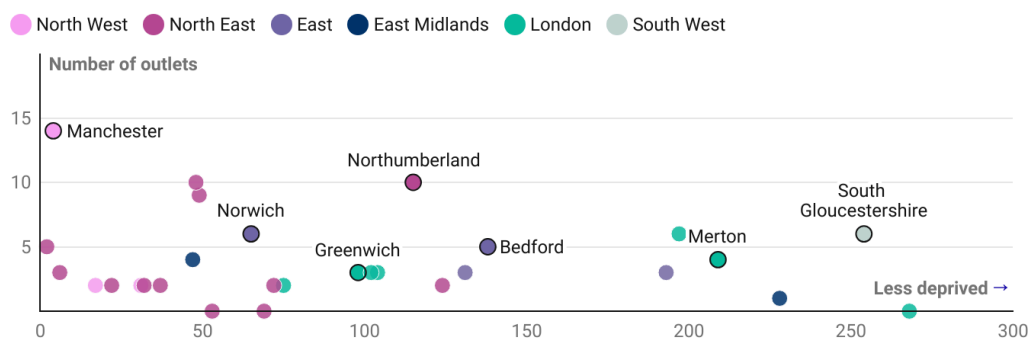 North West North East East East Midlands London South West
Number of outlets
15
Manchester
Northumberland
10
South
Gloucestershire
Norwich
Merton
Greenwich
Bedford
5
Less deprived →
0 50 100 150 200 250 300